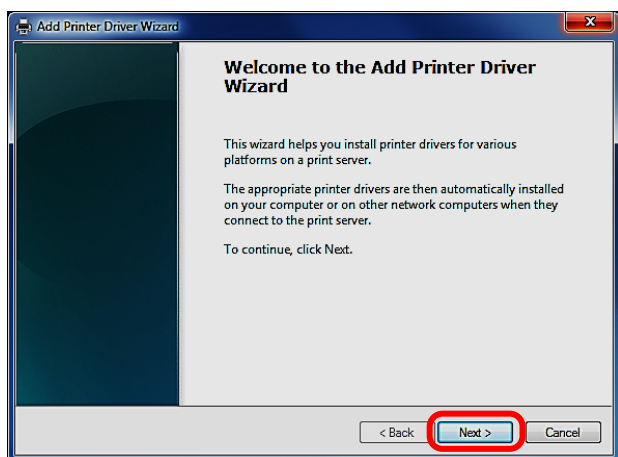 Add Printer Driver Wizard
X
Welcome to the Add Printer Driver
Wizard
This wizard helps you install printer drivers for various
platforms on a print server.
The appropriate printer drivers are then automatically installed
on your computer or on other network computers when they
connect to the print server.
To continue, click Next.
< Back Next > Cancel